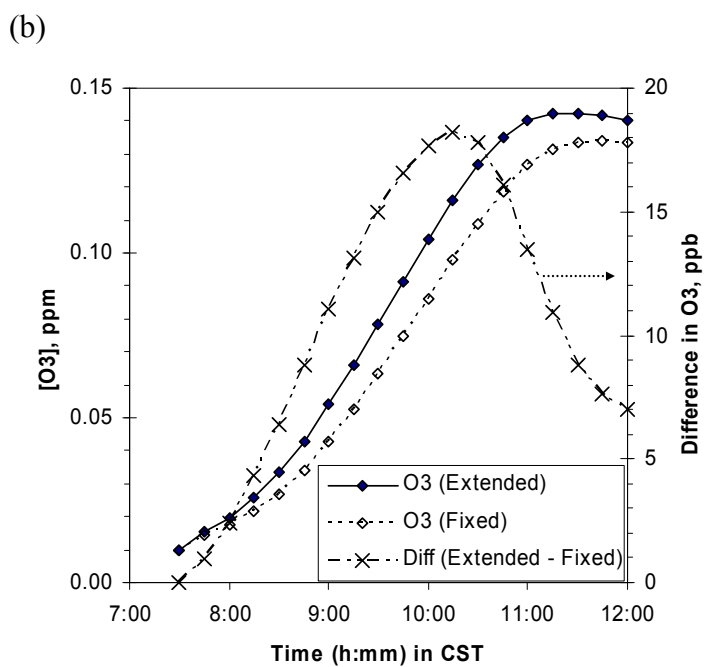 (b)
0.15
0.10
0.05
0.00
[O3], ppm
20
15
10
5
0
Difference in O3, ppb
O3 (Extended)
O3 (Fixed)
Diff (Extended - Fixed)
7:00 8:00 9:00 10:00 11:00 12:00
Time (h:mm) in CST